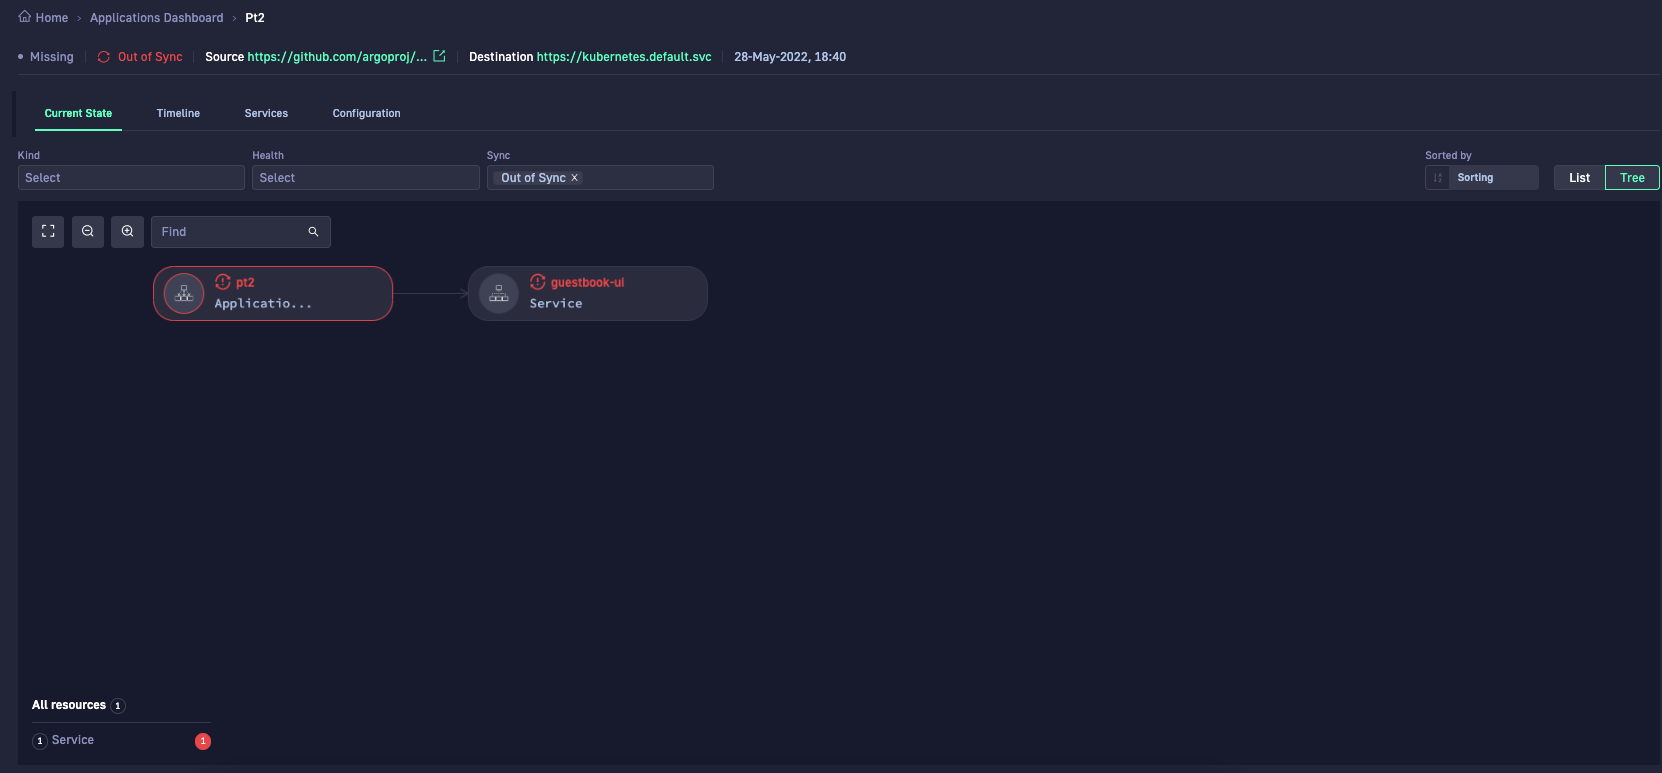 Home › Applications Dashboard › Pt2
Missing Out of Sync Source https://github.com/argoproj/... Destination https://kubernetes.default.svc 28-May-2022, 18:40
Current State Timeline Services Configuration
Kind Health Sync Sorted by
Select Select Out of Sync x Sorting List Tree
Find
pt2 guestbook-ui
Applicatio... Service
All resources 1
1 Service 1